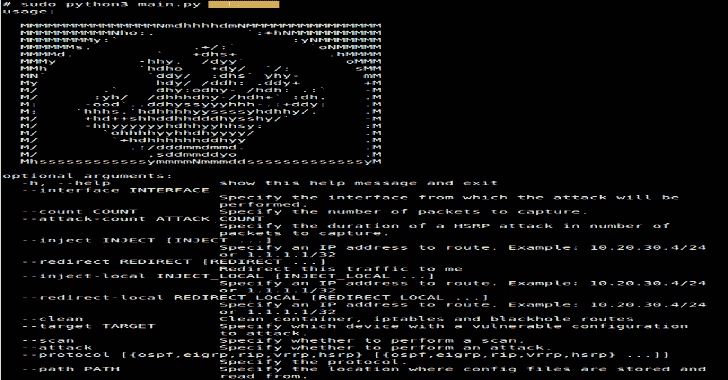 # sudo python3 main.py
usage:
optional arguments:
-h, --help show this help message and exit
--interface INTERFACE
Specify the interface from which the attack will be
performed.
--count COUNT Specify the number of packets to capture.
--attack-count ATTACK_COUNT
Specify the duration of a HSRP attack in number of
packets to capture.
--inject INJECT [INJECT ...]
Specify an IP address to route. Example: 10.20.30.4/24
or 1.1.1.1/32
--redirect REDIRECT [REDIRECT ...]
Redirect this traffic to me
--inject-local INJECT_LOCAL [INJECT_LOCAL ...]
Specify an IP address to route. Example: 10.20.30.4/24
or 1.1.1.1/32
--redirect-local REDIRECT_LOCAL [REDIRECT_LOCAL ...]
Specify an IP address to route. Example: 10.20.30.4/24
or 1.1.1.1/32
--clean Clean container, iptables and blackhole routes
--target TARGET Specify which device with a vulnerable configuration
to attack.
--scan Specify whether to perform a scan.
--attack Specify whether to perform an attack.
--protocol [{ospf,eigrp,rip,vrrp,hsrp} [{ospf,eigrp,rip,vrrp,hsrp} ...]]
Specify the protocol.
--path PATH Specify the location where config files are stored and
read from.